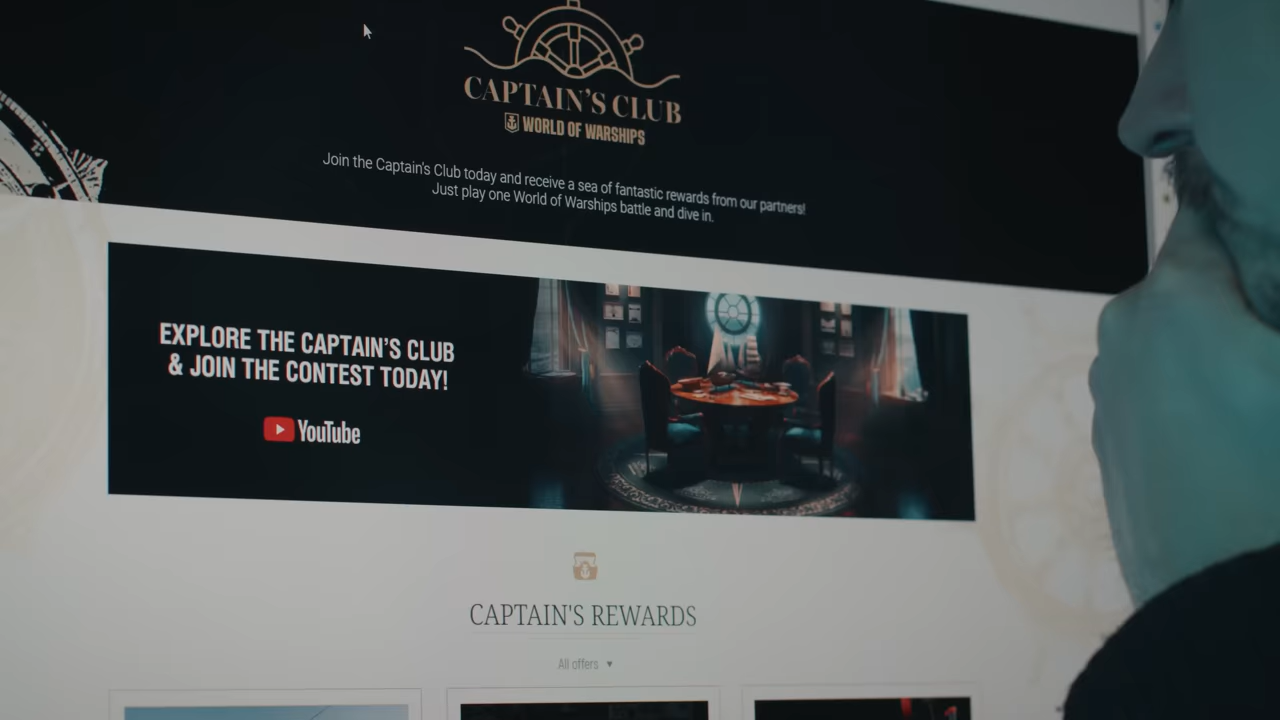 CAPTAIN'S CLUB
WORLD OF WARSHIPS
Join the Captain's Club today and receive a sea of fantastic rewards from our partners!
Just play one World of Warships battle and dive in.
EXPLORE THE CAPTAIN'S CLUB
& JOIN THE CONTEST TODAY!
YouTube
CAPTAIN'S REWARDS
All offers